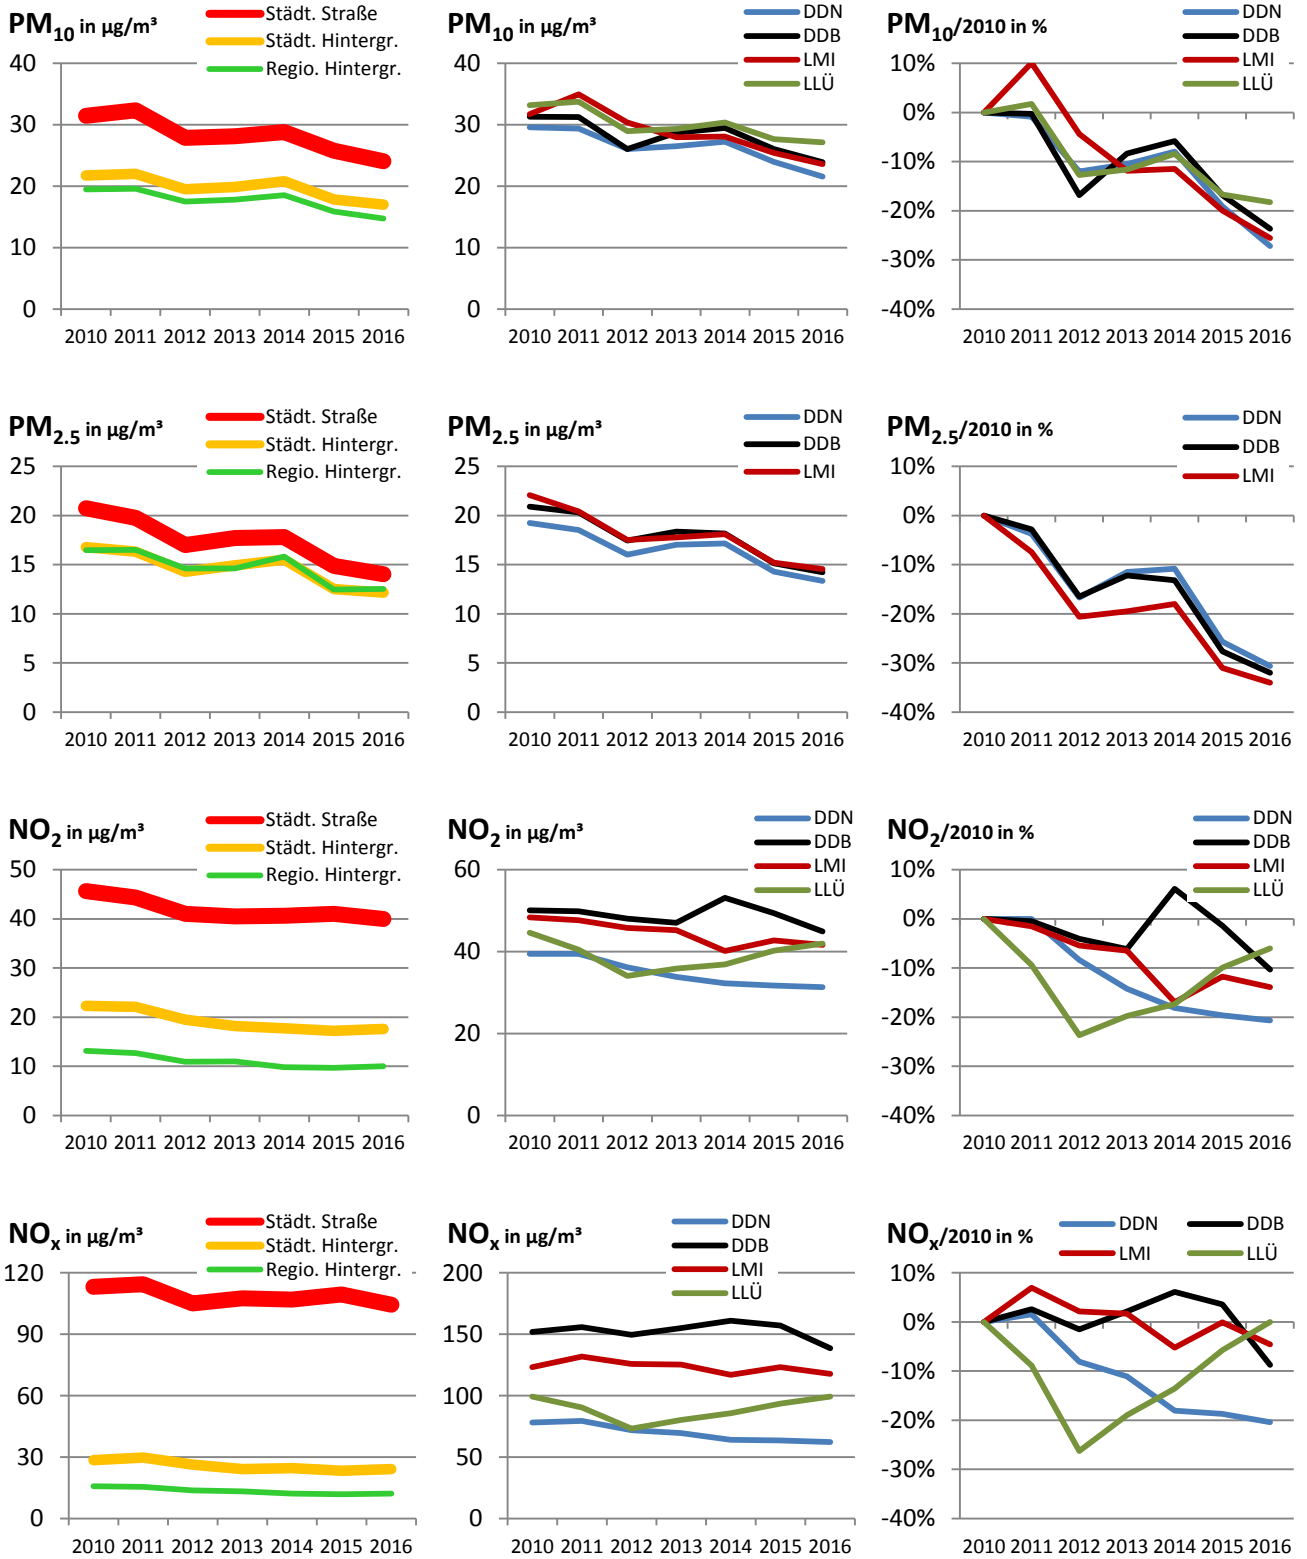 PM10 in µg/m³
Städt. Straße
Städt. Hintergr.
Regio. Hintergr.
40
30
20
10
0
2010 2011 2012 2013 2014 2015 2016
PM10 in µg/m³
DDN
DDB
LMI
LLÜ
40
30
20
10
0
2010 2011 2012 2013 2014 2015 2016
PM10/2010 in %
DDN
DDB
LMI
LLÜ
10%
0%
-10%
-20%
-30%
-40%
2010 2011 2012 2013 2014 2015 2016
PM2.5 in µg/m³
Städt. Straße
Städt. Hintergr.
Regio. Hintergr.
25
20
15
10
5
0
2010 2011 2012 2013 2014 2015 2016
PM2.5 in µg/m³
DDN
DDB
LMI
25
20
15
10
5
0
2010 2011 2012 2013 2014 2015 2016
PM2.5/2010 in %
DDN
DDB
LMI
10%
0%
-10%
-20%
-30%
-40%
2010 2011 2012 2013 2014 2015 2016
NO2 in µg/m³
Städt. Straße
Städt. Hintergr.
Regio. Hintergr.
50
40
30
20
10
0
2010 2011 2012 2013 2014 2015 2016
NO2 in µg/m³
DDN
DDB
LMI
LLÜ
60
40
20
0
2010 2011 2012 2013 2014 2015 2016
NO2/2010 in %
DDN
DDB
LMI
LLÜ
10%
0%
-10%
-20%
-30%
-40%
2010 2011 2012 2013 2014 2015 2016
NOx in µg/m³
Städt. Straße
Städt. Hintergr.
Regio. Hintergr.
120
90
60
30
0
2010 2011 2012 2013 2014 2015 2016
NOx in µg/m³
DDN
DDB
LMI
LLÜ
200
150
100
50
0
2010 2011 2012 2013 2014 2015 2016
NOx/2010 in %
DDN DDB
LMI LLÜ
10%
0%
-10%
-20%
-30%
-40%
2010 2011 2012 2013 2014 2015 2016